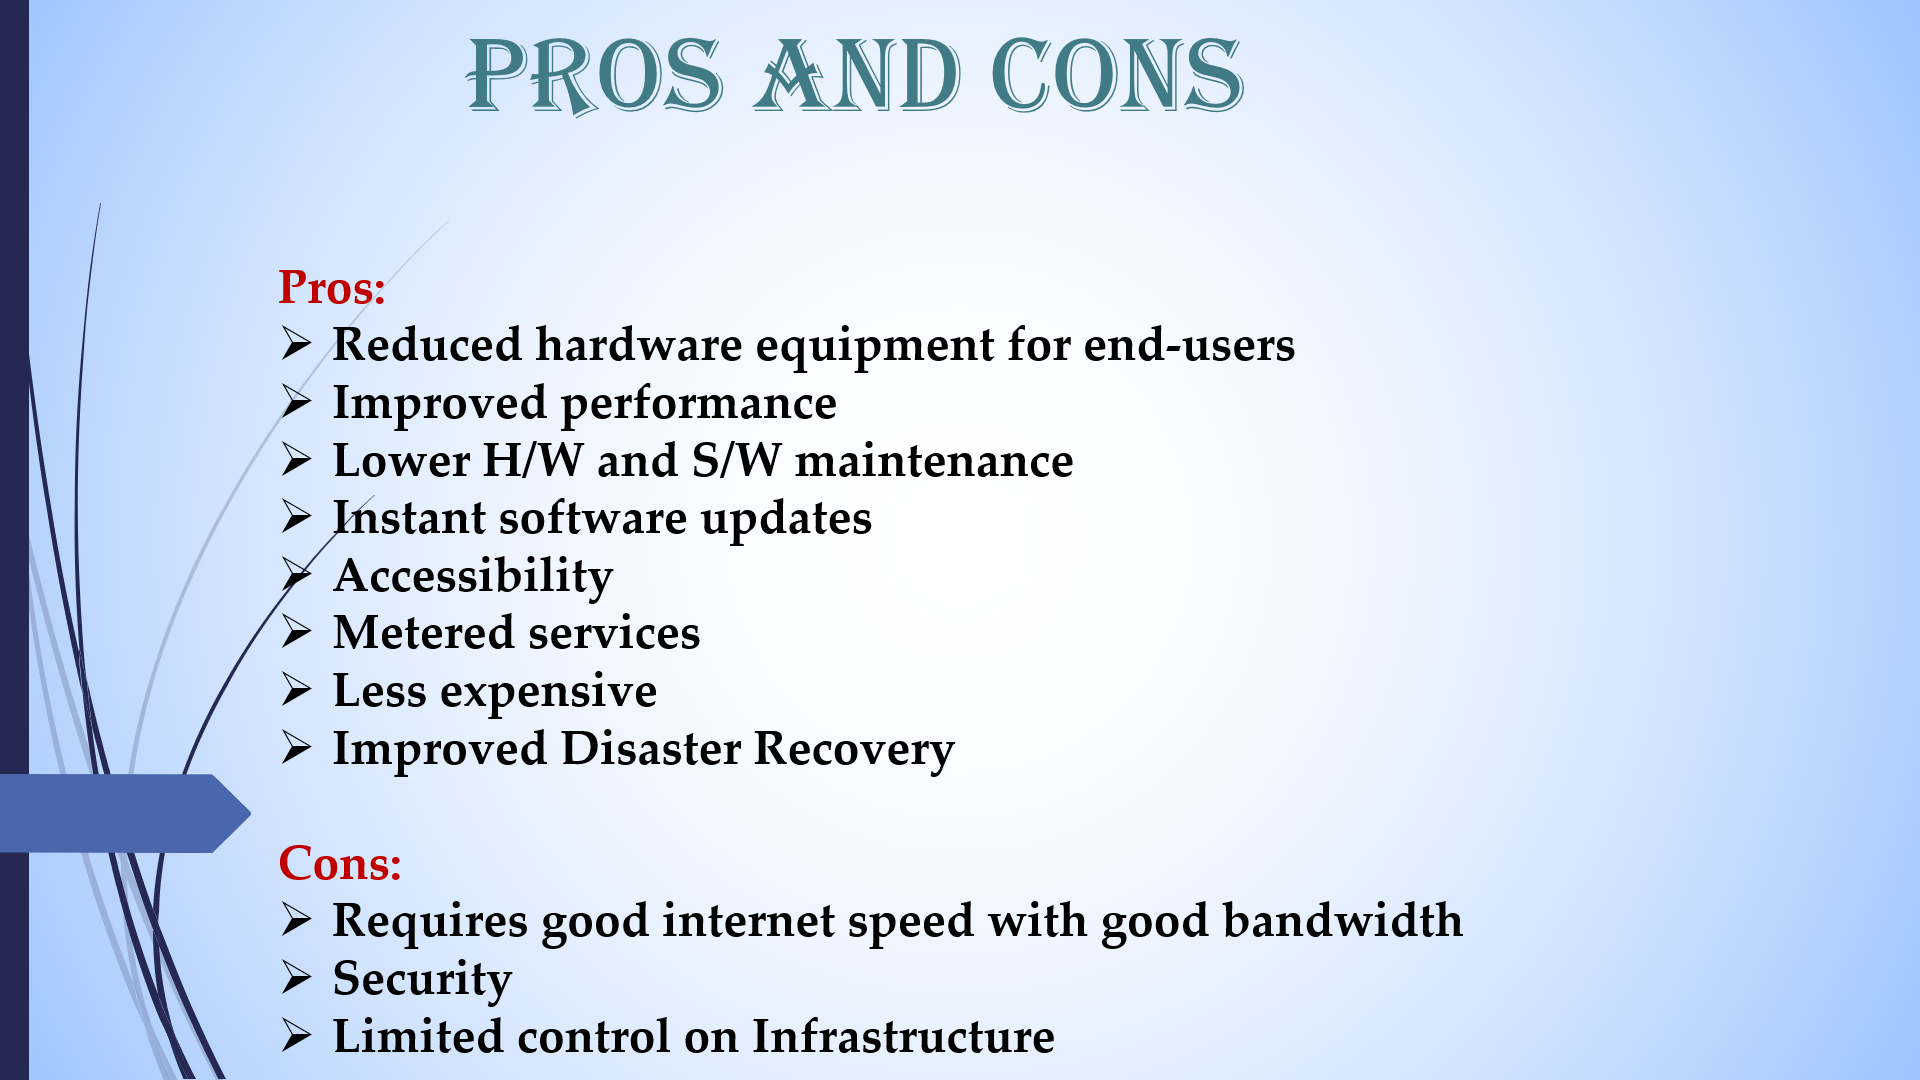 PROS AND CONS
Pros:
➢ Reduced hardware equipment for end-users
➢ Improved performance
➢ Lower H/W and S/W maintenance
➢ Instant software updates
➢ Accessibility
➢ Metered services
➢ Less expensive
➢ Improved Disaster Recovery
Cons:
➢ Requires good internet speed with good bandwidth
➢ Security
➢ Limited control on Infrastructure